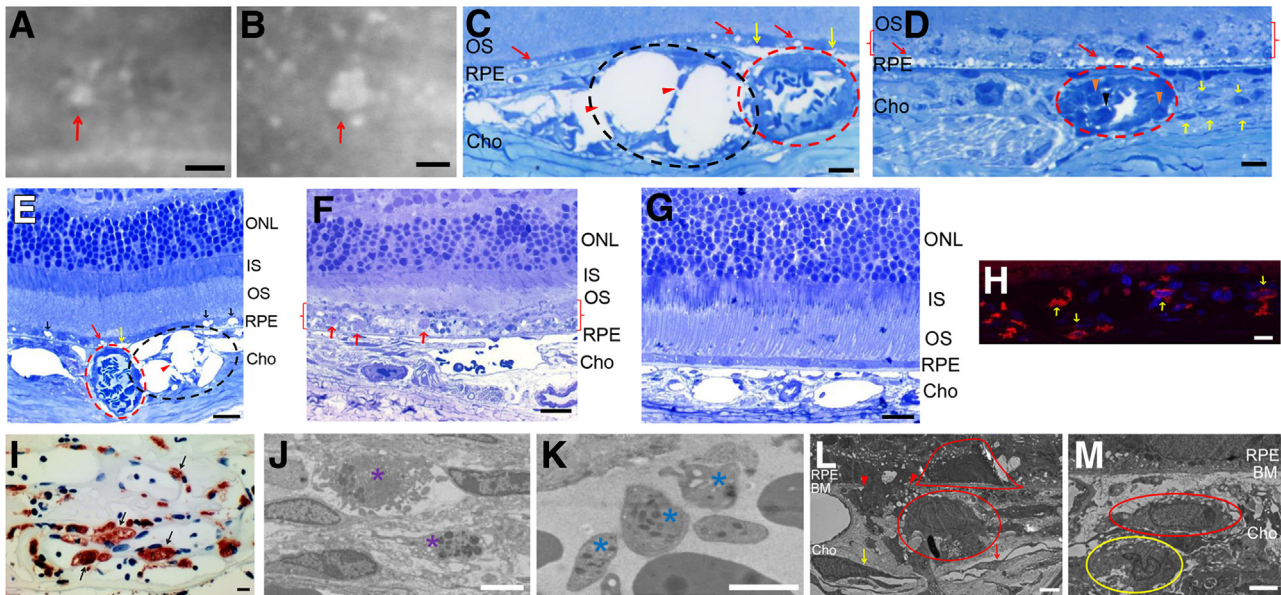 A
B
C
OS
RPE
Cho
D
OS
RPE
Cho
E
ONL
IS
OS
RPE
Cho
F
ONL
IS
OS
RPE
Cho
G
ONL
IS
OS
RPE
Cho
H
I
J
*
*
K
*
*
*
L
RPE
BM
Cho
M
RPE
BM
Cho